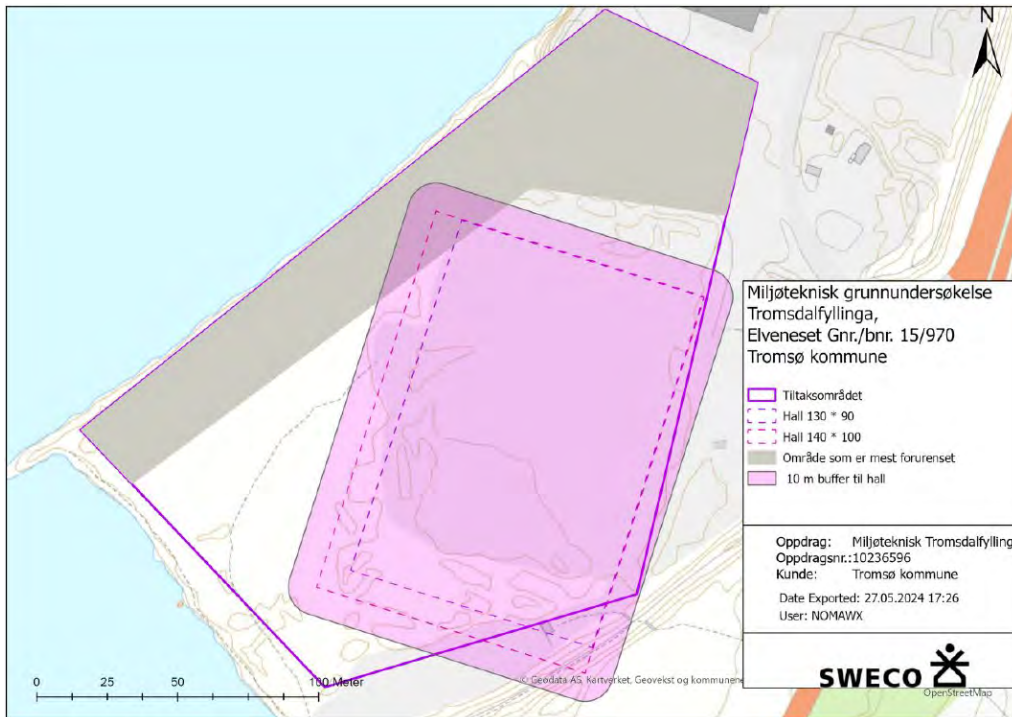 N
Miljøteknisk grunnundersøkelse
Tromsdalfyllinga,
Elveneset Gnr./bnr. 15/970
Tromsø kommune
Tiltaksområdet
Hall 130 * 90
Hall 140 * 100
Område som er mest forurenset
10 m buffer til hall
Oppdrag: Miljøteknisk Tromsdalfylling
Oppdragsnr.:10236596
Kunde: Tromsø kommune
Date Exported: 27.05.2024 17:26
User: NOMAWX
0 25 50 100 Meter
© Geodata AS, Kartverket, Geovekst og kommunene
SWECO
OpenStreetMap